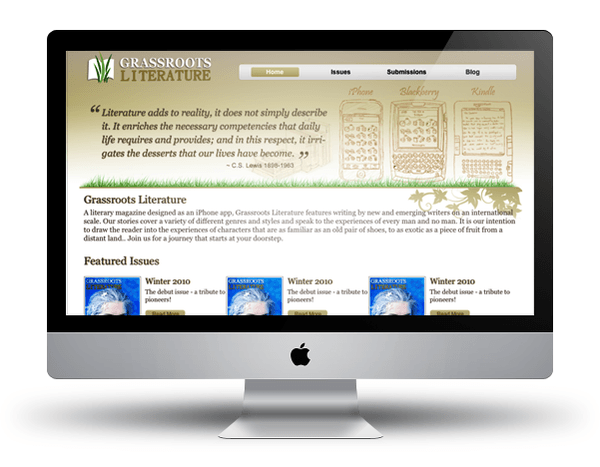 GRASSROOTS
LITERATURE
Home Issues Submissions Blog
iPhone Blackberry Kindle
“ Literature adds to reality, it does not simply describe
it. It enriches the necessary competencies that daily
life requires and provides; and in this respect, it irri-
gates the desserts that our lives have become. ”
~ C.S. Lewis 1898-1963
Grassroots Literature
A literary magazine designed as an iPhone app, Grassroots Literature features writing by new and emerging writers on an international
scale. Our stories cover a variety of different genres and styles and speak to the experiences of every man and no man. It is our intention
to draw the reader into the experiences of characters that are as familiar as an old pair of shoes, to as exotic as a piece of fruit from a
distant land.. Join us for a journey that starts at your doorstep.
Featured Issues
GRASSROOTS
Winter 2010
The debut issue - a tribute to
pioneers!
Read More
GRASSROOTS
Winter 2010
The debut issue - a tribute to
pioneers!
Read More
GRASSROOTS
Winter 2010
The debut issue - a tribute to
pioneers!
Read More